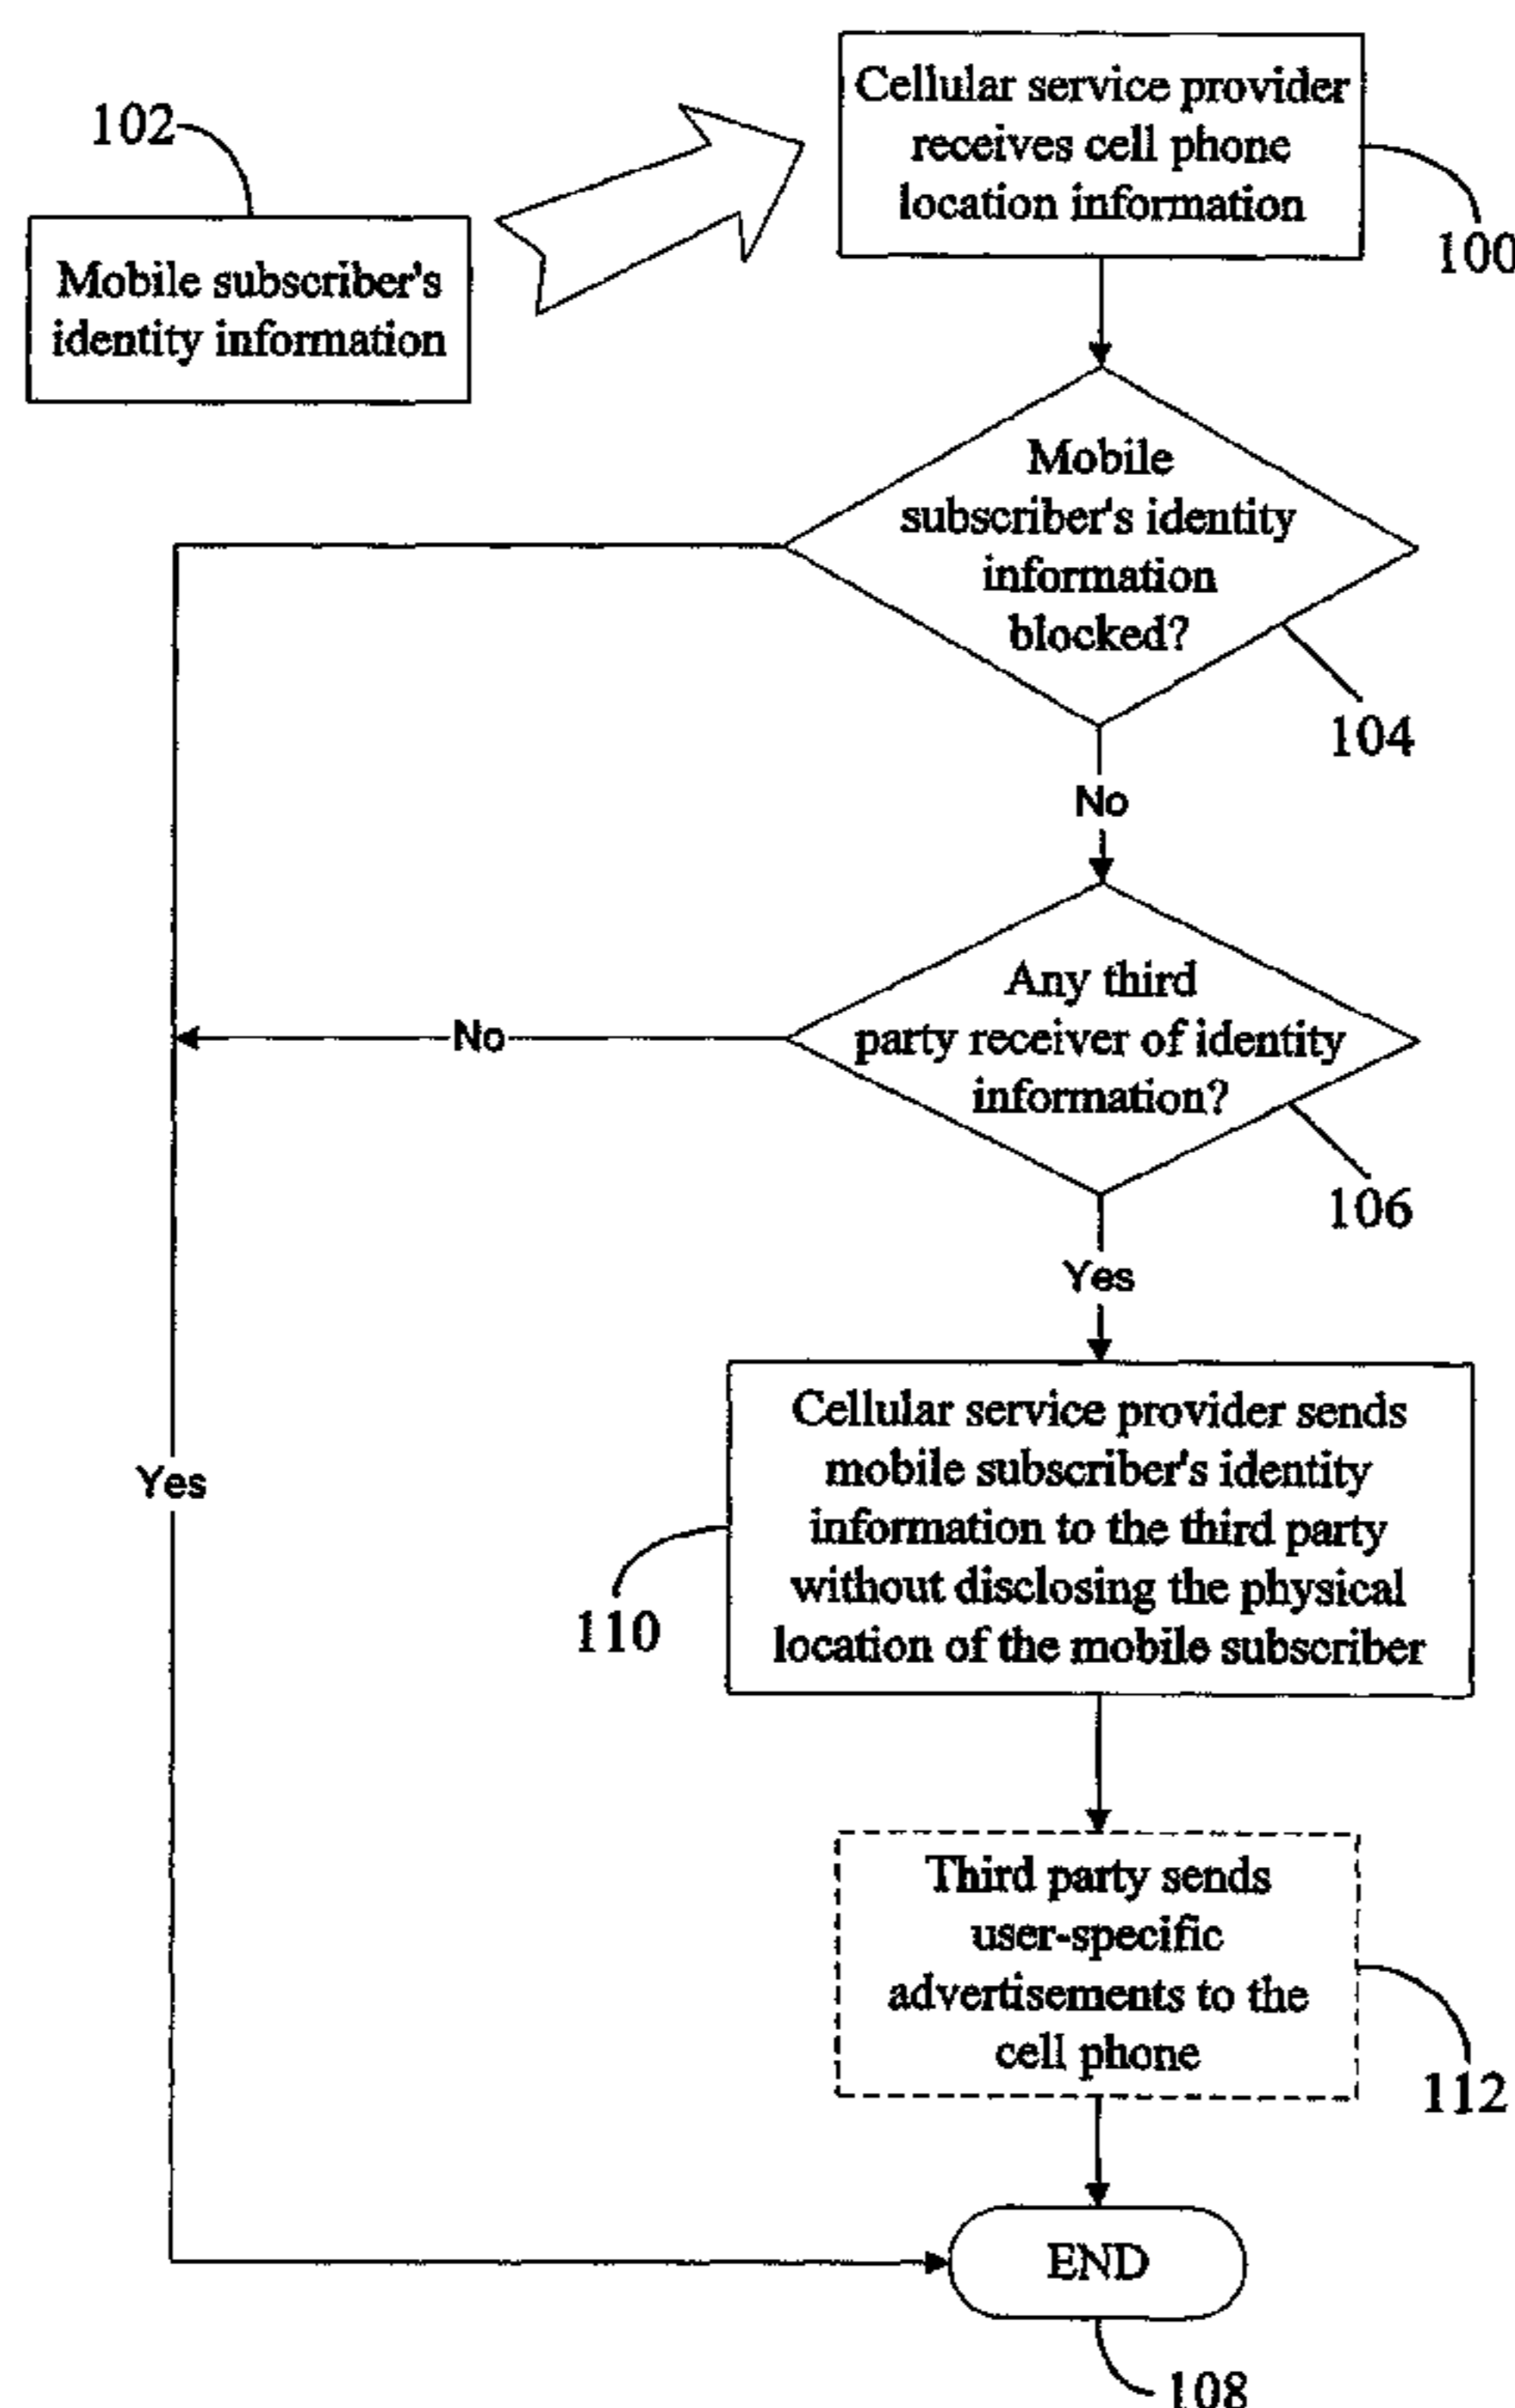 Cellular service provider
receives cell phone
location information
100
102
Mobile subscriber's
identity information
Mobile
subscriber's identity
information
blocked?
104
No
Any third
party receiver of identity
information?
106
No
Yes
Cellular service provider sends
mobile subscriber's identity
information to the third party
without disclosing the physical
location of the mobile subscriber
110
Yes
Third party sends
user-specific
advertisements to the
cell phone
112
END
108